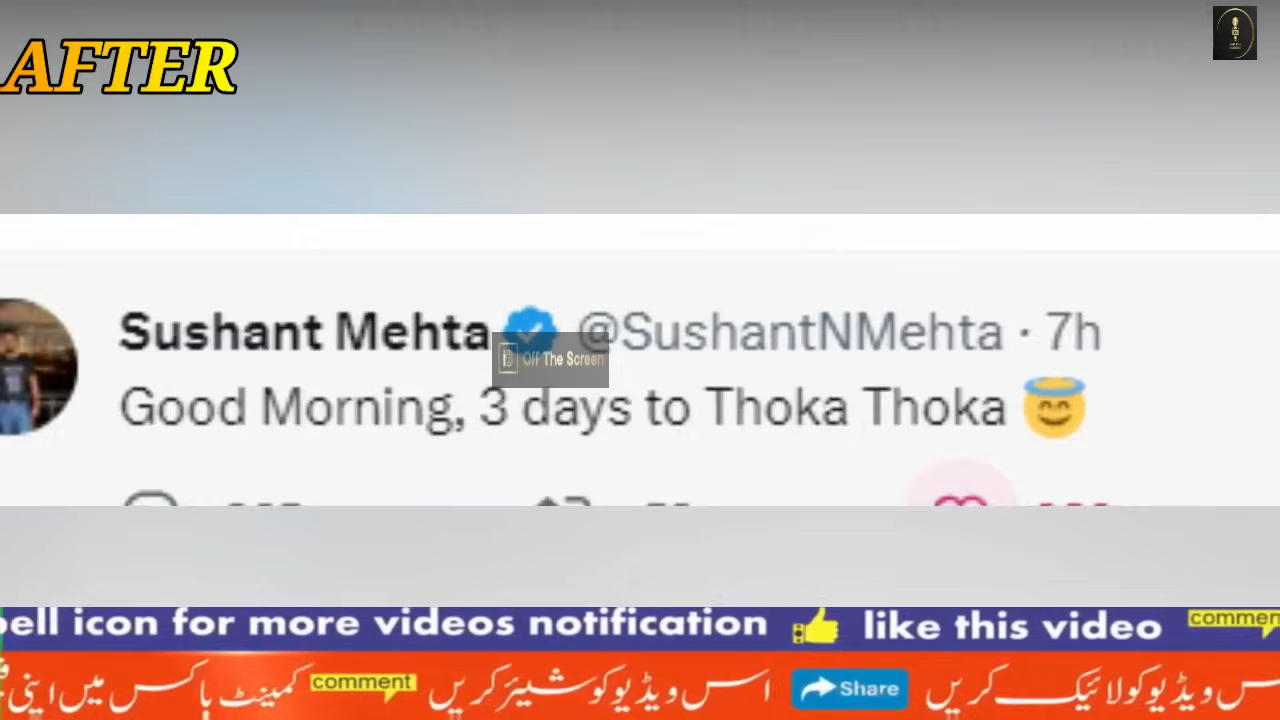 AFTER
Sushant Mehta @SushantNMehta · 7h
Off The Screen
Good Morning, 3 days to Thoka Thoka 😇
bell icon for more videos notification like this video comment
س ویڈیو کو لائیک کریں Share اس ویڈیو کو شیئر کریں comment کمینٹ باکس میں اپنی